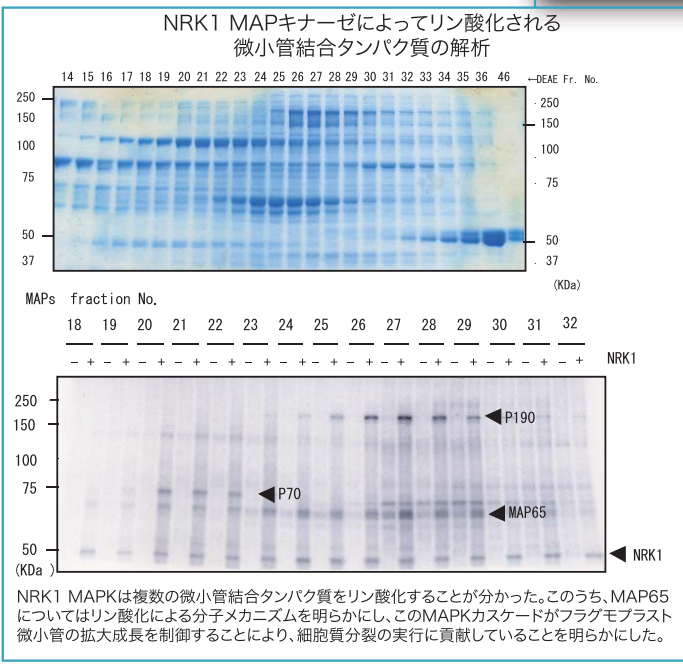 NRK1 MAPキナーゼによってリン酸化される
微小管結合タンパク質の解析
14 15 16 17 18 19 20 21 22 23 24 25 26 27 28 29 30 31 32 33 34 35 36 46 ←DEAE Fr. No.
250 250
150 150
100 100
75 75
50 50
37 37
(KDa)
MAPs fraction No.
18 19 20 21 22 23 24 25 26 27 28 29 30 31 32
- + - + - + - + - + - + - + - + - + - + - + - + - + - + - + NRK1
250
150 P190
100
75 P70
MAP65
50 NRK1
(KDa)
NRK1 MAPKは複数の微小管結合タンパク質をリン酸化することが分かった。このうち、MAP65
についてはリン酸化による分子メカニズムを明らかにし、このMAPKカスケードがフラグモプラスト
微小管の拡大成長を制御することにより、細胞質分裂の実行に貢献していることを明らかにした。